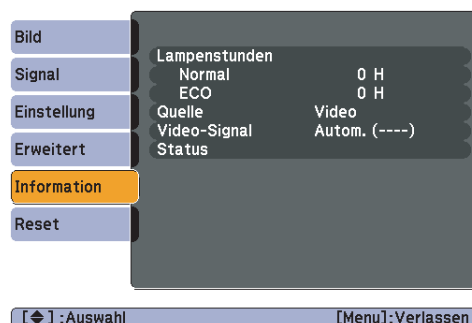 Bild
Signal
Einstellung
Erweitert
Information
Reset
Lampenstunden
Normal 0 H
ECO 0 H
Quelle Video
Video-Signal Autom. (----)
Status
[◆] :Auswahl [Menu]:Verlassen